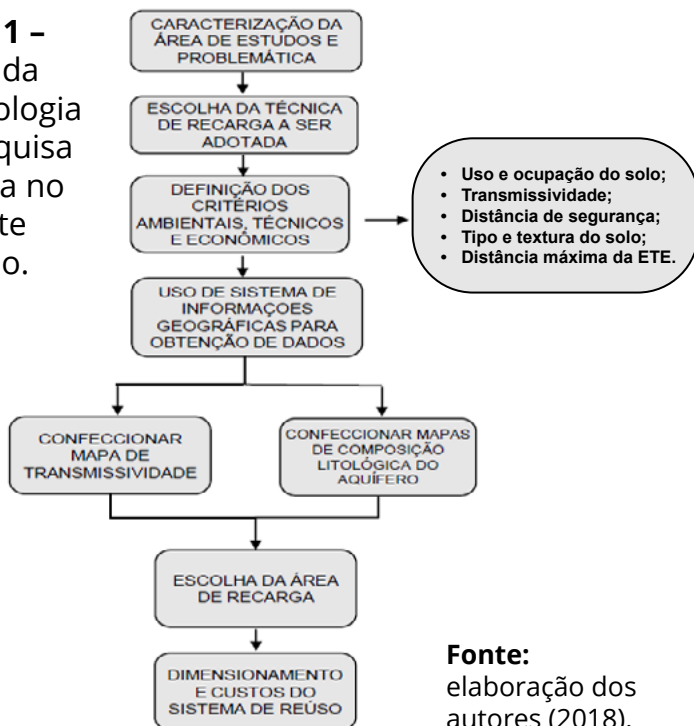 1 –
da
ologia
quisa
a no
te
o.
CARACTERIZAÇÃO DA
ÁREA DE ESTUDOS E
PROBLEMÁTICA
ESCOLHA DA TÉCNICA
DE RECARGA A SER
ADOTADA
DEFINIÇÃO DOS
CRITÉRIOS
AMBIENTAIS, TÉCNICOS
E ECONÔMICOS
• Uso e ocupação do solo;
• Transmissividade;
• Distância de segurança;
• Tipo e textura do solo;
• Distância máxima da ETE.
USO DE SISTEMA DE
INFORMAÇOES
GEOGRÁFICAS PARA
OBTENÇÃO DE DADOS
CONFECCIONAR
MAPA DE
TRANSMISSIVIDADE
CONFECCIONAR MAPAS
DE COMPOSIÇÃO
LITOLÓGICA DO
AQUÍFERO
ESCOLHA DA ÁREA
DE RECARGA
DIMENSIONAMENTO
E CUSTOS DO
SISTEMA DE REÚSO
Fonte:
elaboração dos
autores (2018).